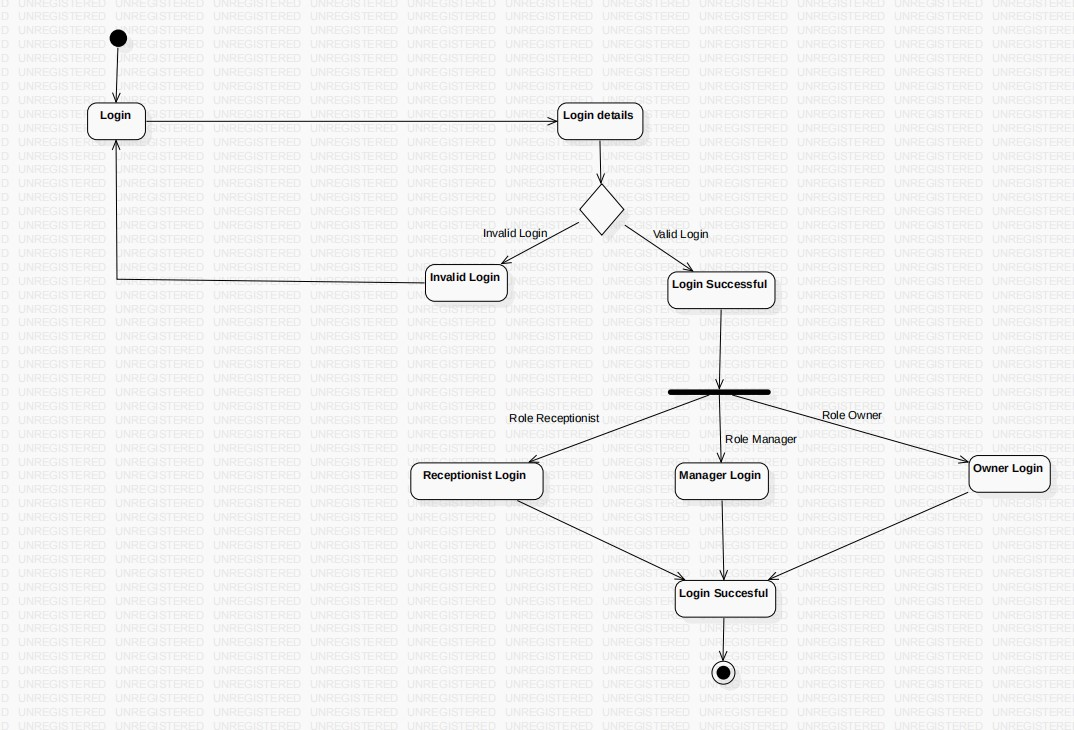 Login
Login details
Invalid Login
Valid Login
Invalid Login
Login Successful
Role Receptionist
Role Owner
Role Manager
Receptionist Login
Manager Login
Owner Login
Login Succesful
UNREGISTERED